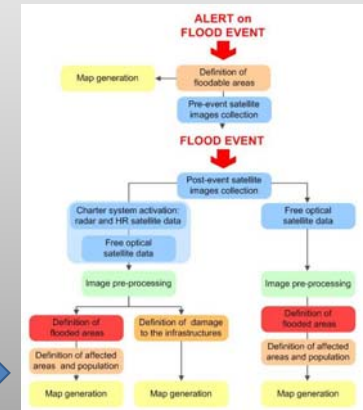 ALERT on
FLOOD EVENT
Map generation
Definition of
floodable areas
Pre-event satellite
images collection
FLOOD EVENT
Post-event satellite
images collection
Charter system activation:
radar and HR satellite data
Free optical
satellite data
Free optical
satellite data
Image pre-processing
Image pre-processing
Definition of
flooded areas
Definition of damage
to the infrastructures
Definition of
flooded areas
Definition of affected
areas and population
Definition of affected
areas and population
Map generation
Map generation
Map generation